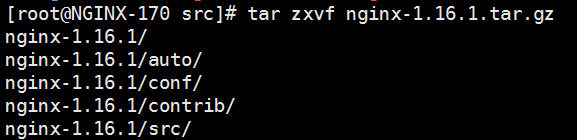 [root@NGINX-170 src]# tar zxvf nginx-1.16.1.tar.gz
nginx-1.16.1/
nginx-1.16.1/auto/
nginx-1.16.1/conf/
nginx-1.16.1/contrib/
nginx-1.16.1/src/